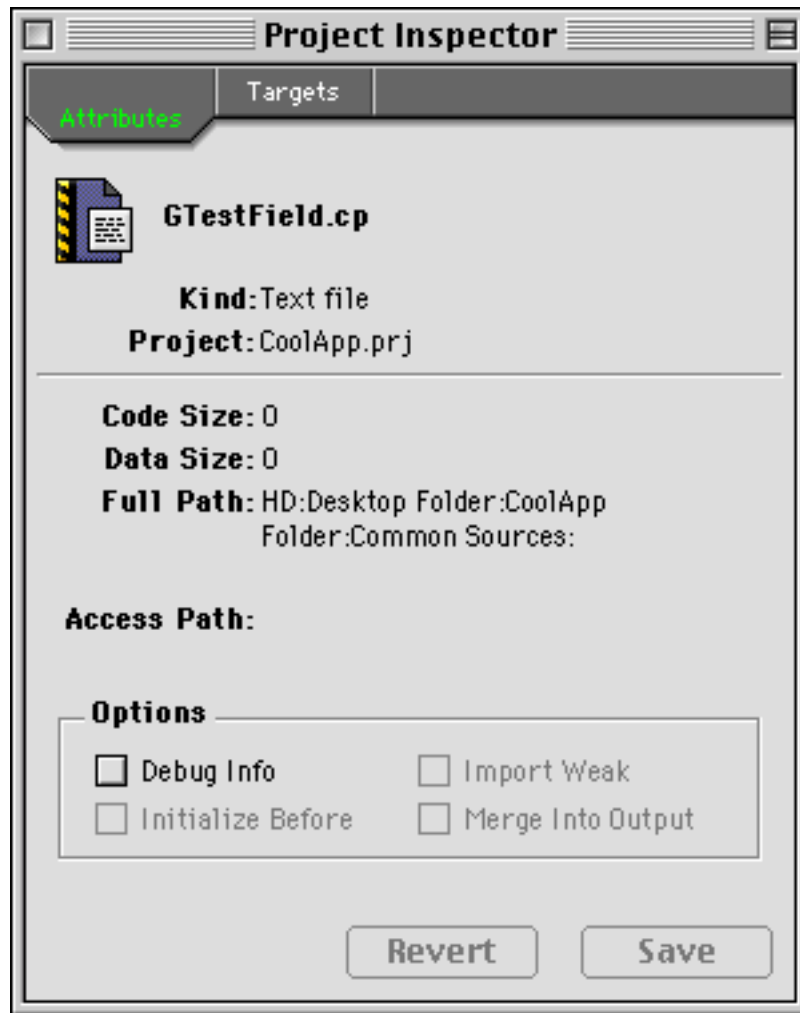 Project Inspector
Attributes
Targets
GTestField.cp
Kind: Text file
Project: CoolApp.prj
Code Size: 0
Data Size: 0
Full Path: HD:Desktop Folder:CoolApp
Folder:Common Sources:
Access Path:
Options
Debug Info
Import Weak
Initialize Before
Merge Into Output
Revert
Save